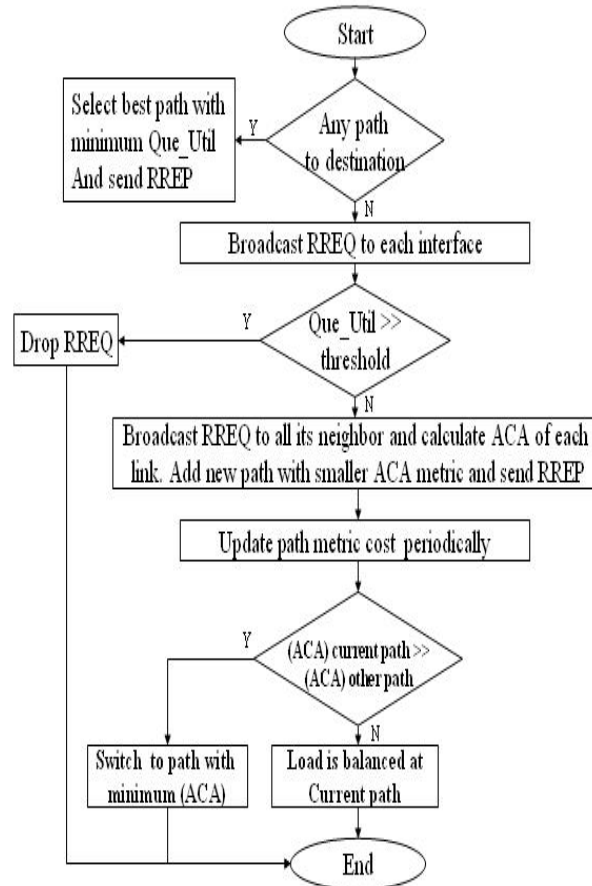 Start
Select best path with
minimum Que_Util
And send RREP
Y
Any path
to destination
N
Broadcast RREQ to each interface
Y
Que_Util >>
threshold
Drop RREQ
N
Broadcast RREQ to all its neighbor and calculate ACA of each
link. Add new path with smaller ACA metric and send RREP
Update path metric cost periodically
Y
(ACA) current path >>
(ACA) other path
N
Switch to path with
minimum (ACA)
Load is balanced at
Current path
End